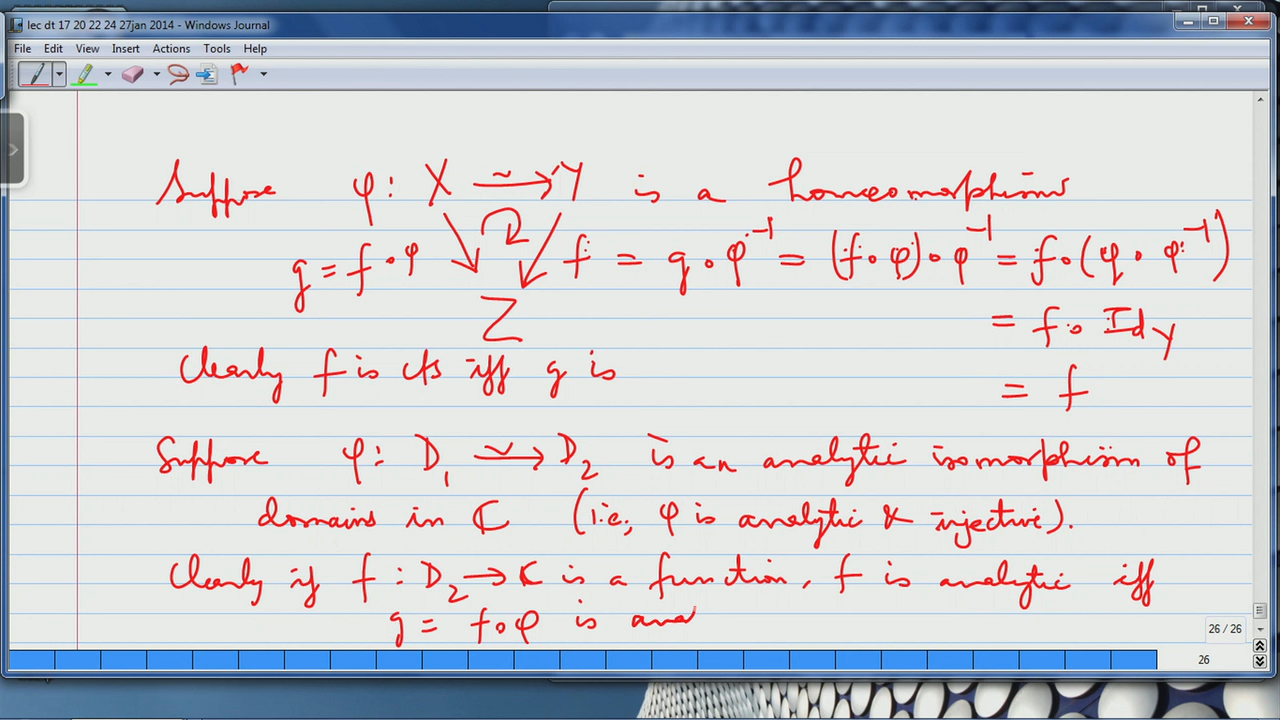 lec dt 17 20 22 24 27jan 2014 - Windows Journal
File Edit View Insert Actions Tools Help
Suppose φ: X ⥲ Y is a homeomorphism
g = f∘φ f = g∘φ⁻¹ = (f∘φ)∘φ⁻¹ = f∘(φ∘φ⁻¹)
Z = f∘Id_Y
Clearly f is cts iff g is = f
Suppose φ: D₁ ⥲ D₂ is an analytic isomorphism of
domains in ℂ (i.e., φ is analytic & injective).
Clearly if f: D₂ → ℂ is a function, f is analytic iff
g = f∘φ is ana
26 / 26
26